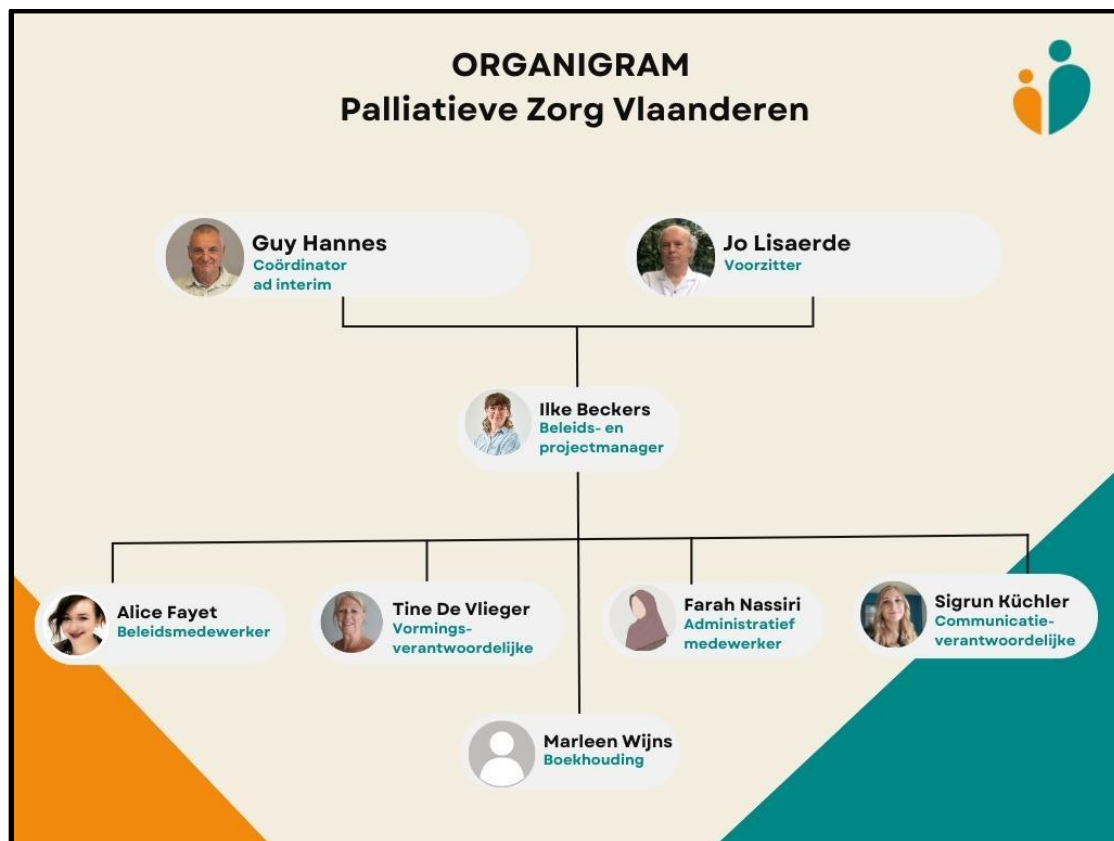 ORGANIGRAM
Palliatieve Zorg Vlaanderen
Guy Hannes
Coördinator
ad interim
Jo Lisaerde
Voorzitter
Ilke Beckers
Beleids- en
projectmanager
Alice Fayet
Beleidsmedewerker
Tine De Vlieger
Vormings-
verantwoordelijke
Farah Nassiri
Administratief
medewerker
Sigrun Küchler
Communicatie-
verantwoordelijke
Marleen Wijns
Boekhouding